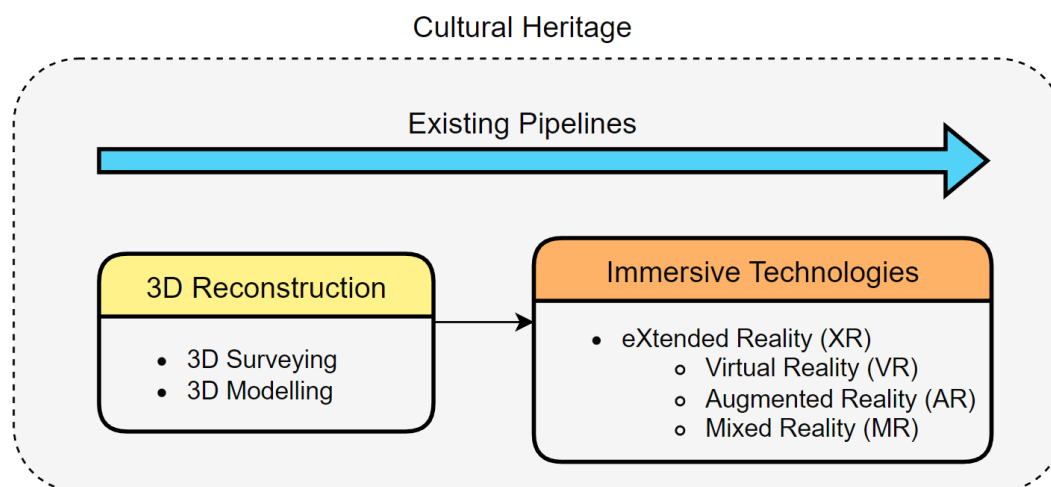 Cultural Heritage
Existing Pipelines
3D Reconstruction
• 3D Surveying
• 3D Modelling
Immersive Technologies
• eXtended Reality (XR)
o Virtual Reality (VR)
o Augmented Reality (AR)
o Mixed Reality (MR)